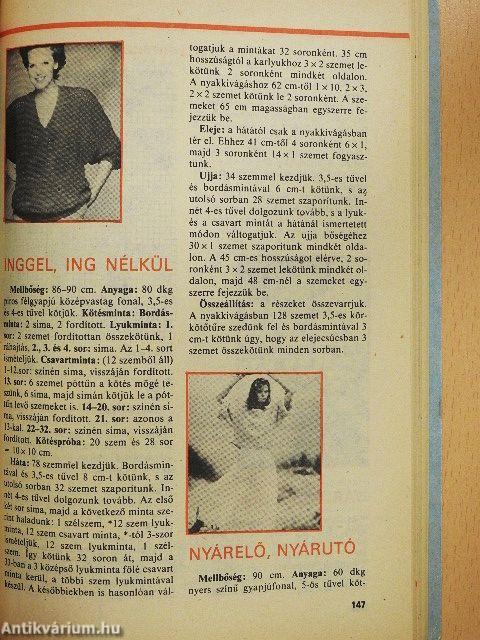 INGGEL, ING NÉLKÜL
Mellbőség: 86–90 cm. Anyaga: 80 dkg
piros félgyapjú középvastag fonal, 3,5-es
és 4-es tűvel kötjük. Kötésminta: Bordás-
minta: 2 sima, 2 fordított. Lyukminta: 1.
sor: 2 szemet fordítottan összekötünk, 1
ráhajtás, 2., 3. és 4. sor: sima. Az 1–4. sort
ismételjük. Csavartminta: (12 szemből áll)
1–12.sor: színén sima, visszáján fordított.
13. sor: 6 szemet póttűn a kötés mögé te-
szünk, 6 sima, majd simán kötjük le a pót-
tűn levő szemeket is. 14–20. sor: színén si-
ma, visszáján fordított. 21. sor: azonos a
13-kal. 22–32. sor: színén sima, visszáján
fordított. Kötéspróba: 20 szem és 28 sor
= 10×10 cm.
Háta: 78 szemmel kezdjük. Bordásmin-
tával és 3,5-es tűvel 8 cm-t kötünk, s az
utolsó sorban 32 szemet szaporítunk. In-
nét 4-es tűvel dolgozunk tovább. Az első
két sor sima, majd a következő minta sze-
rint haladunk: 1 szélszem, *12 szem lyuk-
minta, 12 szem csavart minta, *-tól 3-szor
ismételjük, 12 szem lyukminta, 1 szél-
szem. Így kötünk 32 soron át, majd a
33-ban a 3 középső lyukminta fölé csavart
minta kerül, a többi szem lyukmintával
készül. A későbbiekben is hasonlóan vál-
togatjuk a mintákat 32 soronként. 35 cm
hosszúságtól a karlyukhoz 3×2 szemet le-
kötünk 2 soronként mindkét oldalon.
A nyakkivágáshoz 62 cm-től 1×10, 2×3,
2×2 szemet kötünk le 2 soronként. A sze-
meket 65 cm magasságban egyszerre fe-
jezzük be.
Eleje: a hátától csak a nyakkivágásban
tér el. Ehhez 41 cm-től 4 soronként 6×1,
majd 3 soronként 14×1 szemet fogyasz-
tunk.
Ujja: 34 szemmel kezdjük. 3,5-es tűvel
és bordásmintával 6 cm-t kötünk, s az
utolsó sorban 28 szemet szaporítunk. In-
nét 4-es tűvel dolgozunk tovább, s a lyuk-
és a csavart mintát a hátánál ismertetett
módon váltogatjuk. Az ujja bőségéhez
30×1 szemet szaporítunk mindkét olda-
lon. A 45 cm-es hosszúságot elérve, 2 so-
ronként 3×2 szemet lekötünk mindkét ol-
dalon, majd 48 cm-nél a szemeket egy-
szerre fejezzük be.
Összeállítás: a részeket összevarrjuk.
A nyakkivágásban 128 szemet 3,5-es kör-
kötőtűre szedünk fel és bordásmintával 3
cm-t kötünk úgy, hogy az elejecsúcsban 3
szemet összekötünk minden sorban.
NYÁRELŐ, NYÁRUTÓ
Mellbőség: 90 cm. Anyaga: 60 dkg
nyers színű gyapjúfonal, 5-ös tűvel köt-
147
Antikvárium.hu